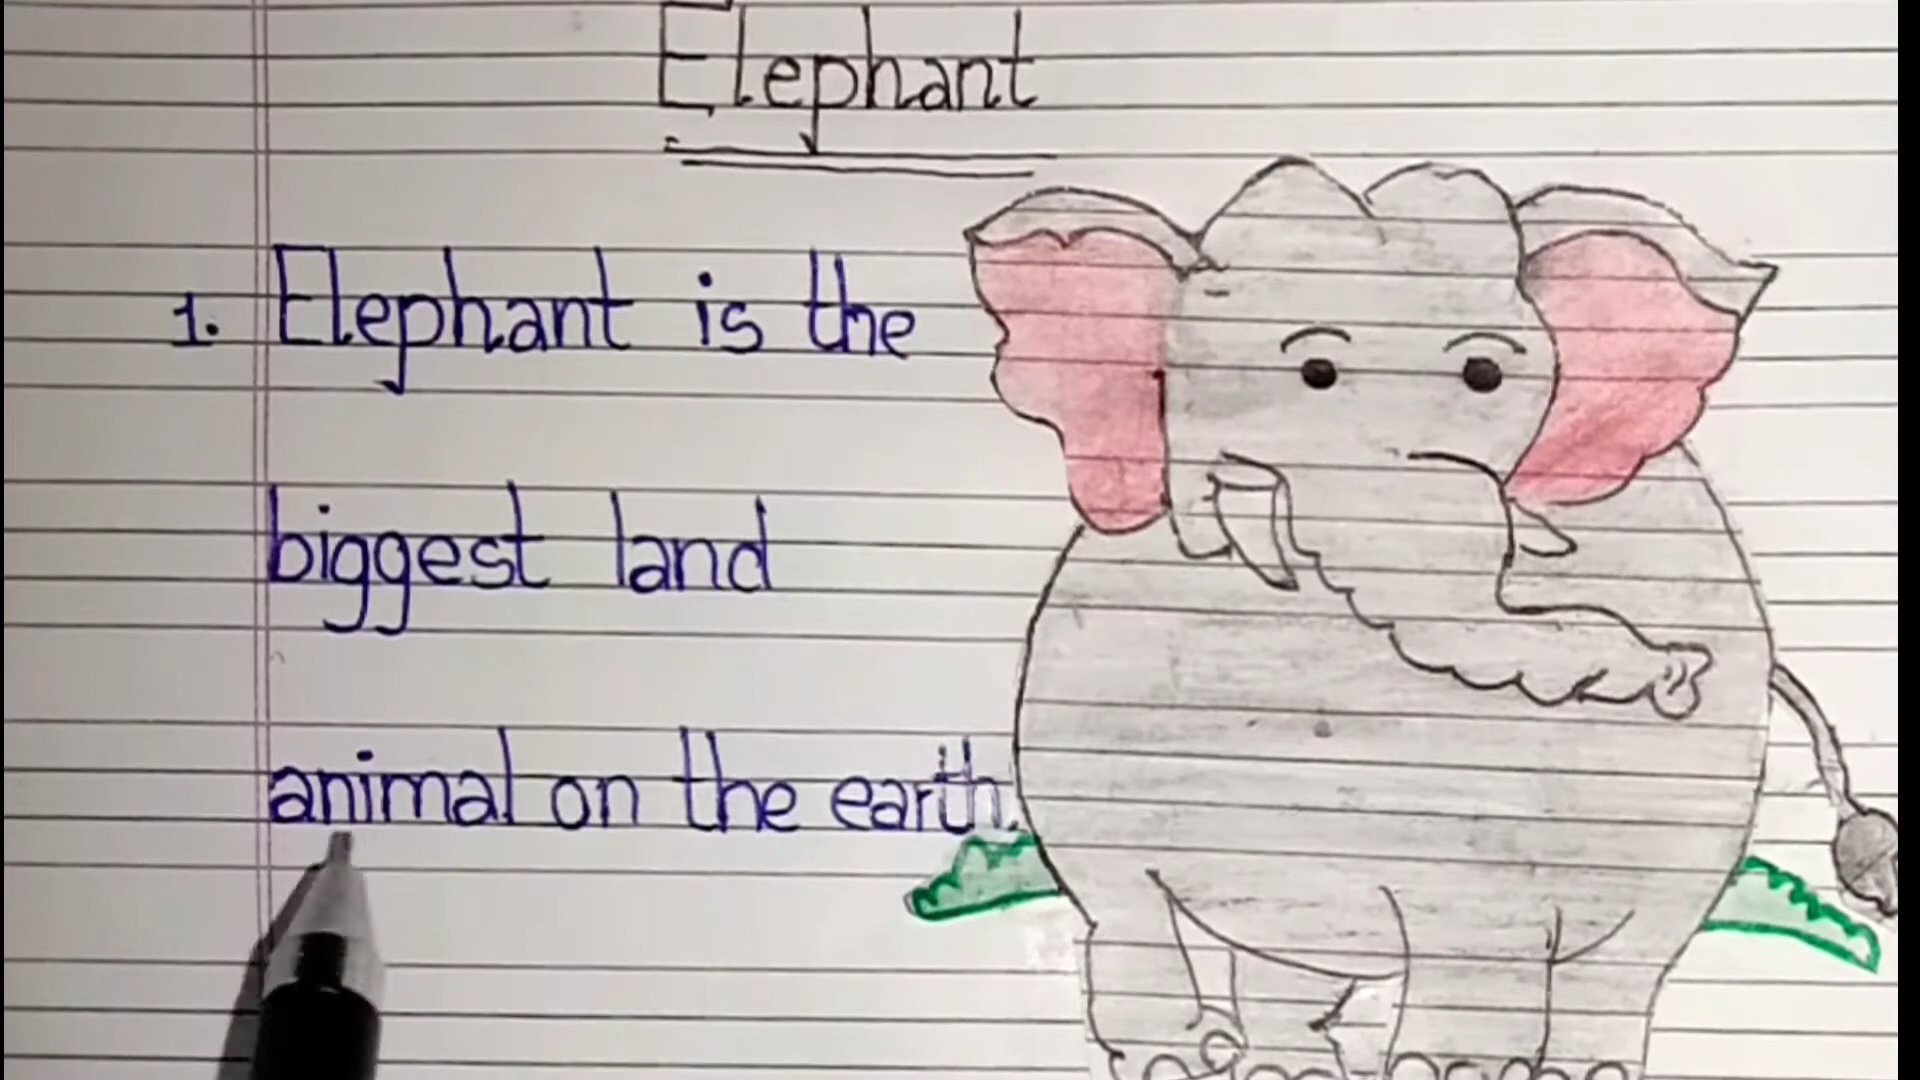 Elephant
1. Elephant is the
biggest land
animal on the earth.